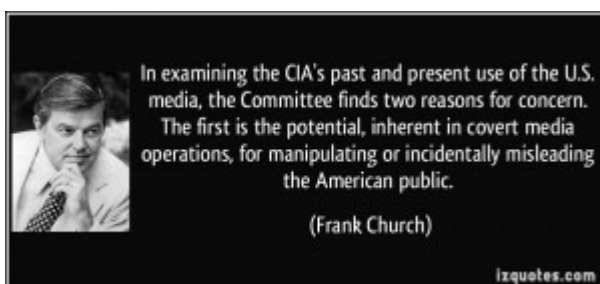 In examining the CIA's past and present use of the U.S.
media, the Committee finds two reasons for concern.
The first is the potential, inherent in covert media
operations, for manipulating or incidentally misleading
the American public.
(Frank Church)
izquotes.com